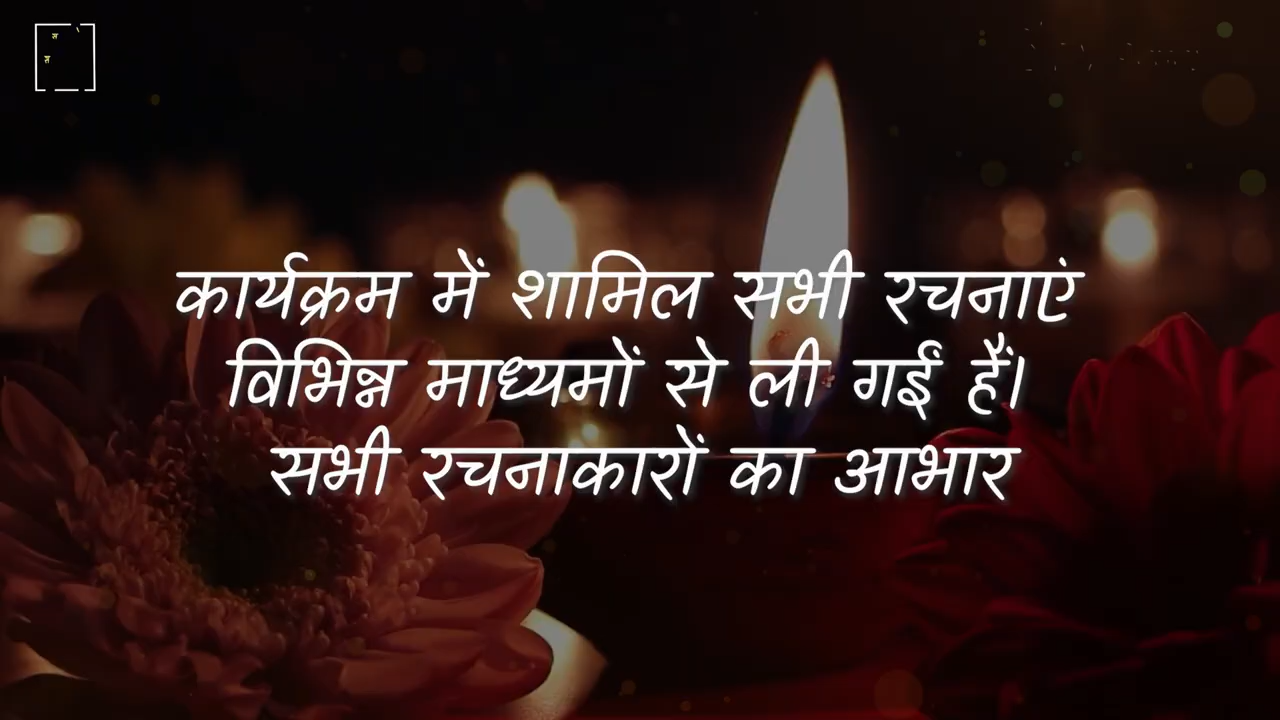 कार्यक्रम में शामिल सभी रचनाएं
विभिन्न माध्यमों से ली गईं हैं।
सभी रचनाकारों का आभार